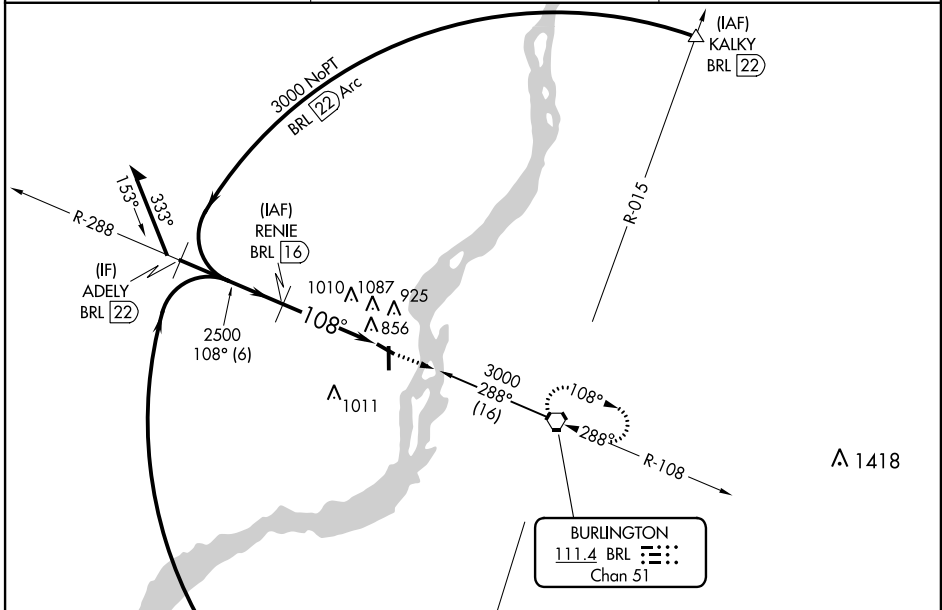 (IAF)
KALKY
BRL 22
3000 NoPT
BRL 22 Arc
R-015
153°
333°
R-288
(IAF)
RENIE
BRL 16
(IF)
ADELY
BRL 22
1010
1087
925
856
108°
2500
108° (6)
1011
3000
288°
(16)
108°
288°
R-108
1418
BURLINGTON
111.4 BRL
Chan 51